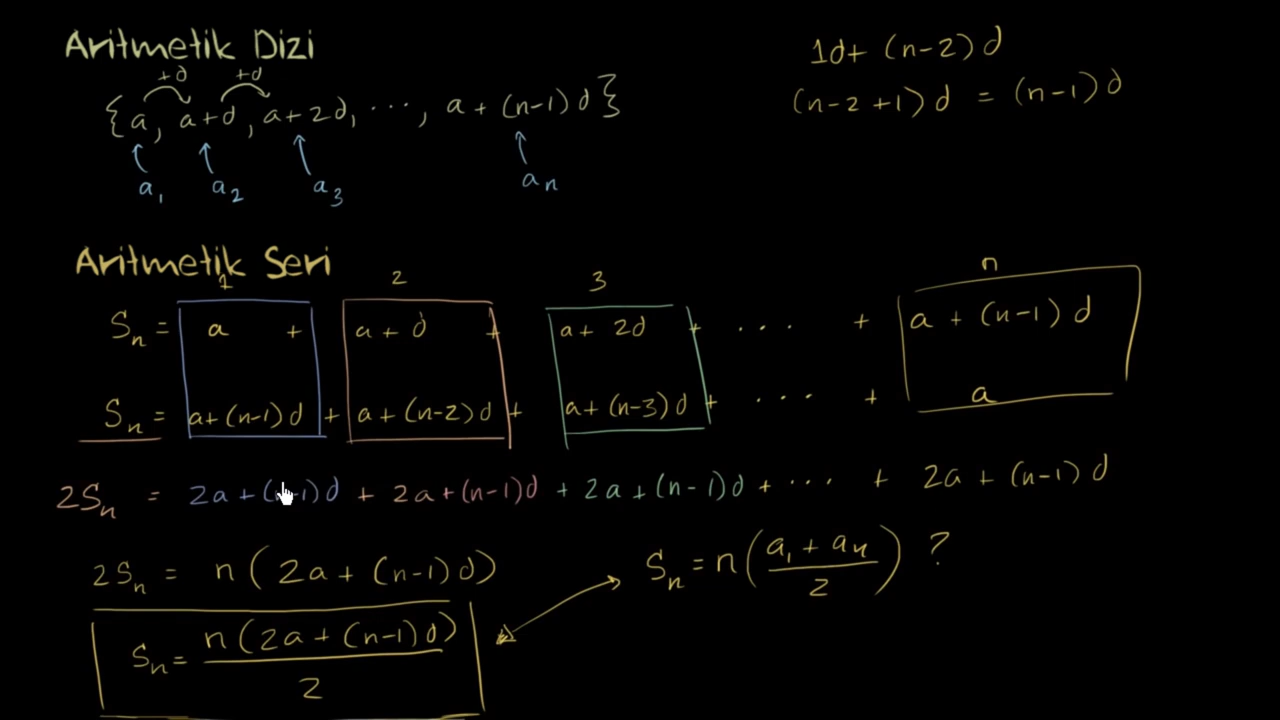 Aritmetik Dizi
+d +d
{a, a+d, a+2d, ..., a + (n-1)d}
a₁ a₂ a₃ aₙ
1d+ (n-2)d
(n-2+1)d = (n-1)d
Aritmetik Seri
1 2 3 n
Sₙ = a + a + d + a + 2d + ... + a + (n-1)d
Sₙ = a+(n-1)d + a + (n-2)d + a+(n-3)d + ... + a
2Sₙ = 2a+(n-1)d + 2a+(n-1)d + 2a+(n-1)d + ... + 2a + (n-1)d
2Sₙ = n(2a + (n-1)d)
Sₙ = n(2a + (n-1)d) / 2
Sₙ = n((a₁ + aₙ) / 2) ?